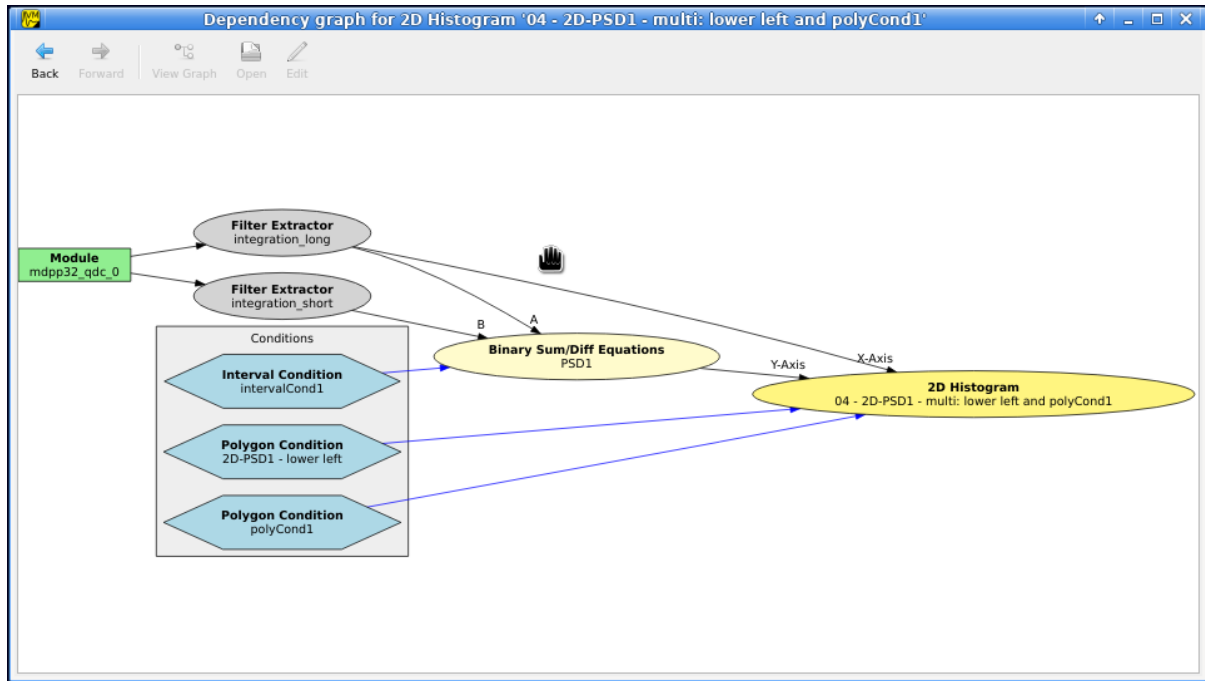 Dependency graph for 2D Histogram '04 - 2D-PSD1 - multi: lower left and polyCond1'
Back
Forward
View Graph
Open
Edit
Filter Extractor
integration_long
Module
mdpp32_qdc_0
Filter Extractor
integration_short
B
A
Binary Sum/Diff Equations
PSD1
Y-Axis
X-Axis
2D Histogram
04 - 2D-PSD1 - multi: lower left and polyCond1
Conditions
Interval Condition
intervalCond1
Polygon Condition
2D-PSD1 - lower left
Polygon Condition
polyCond1